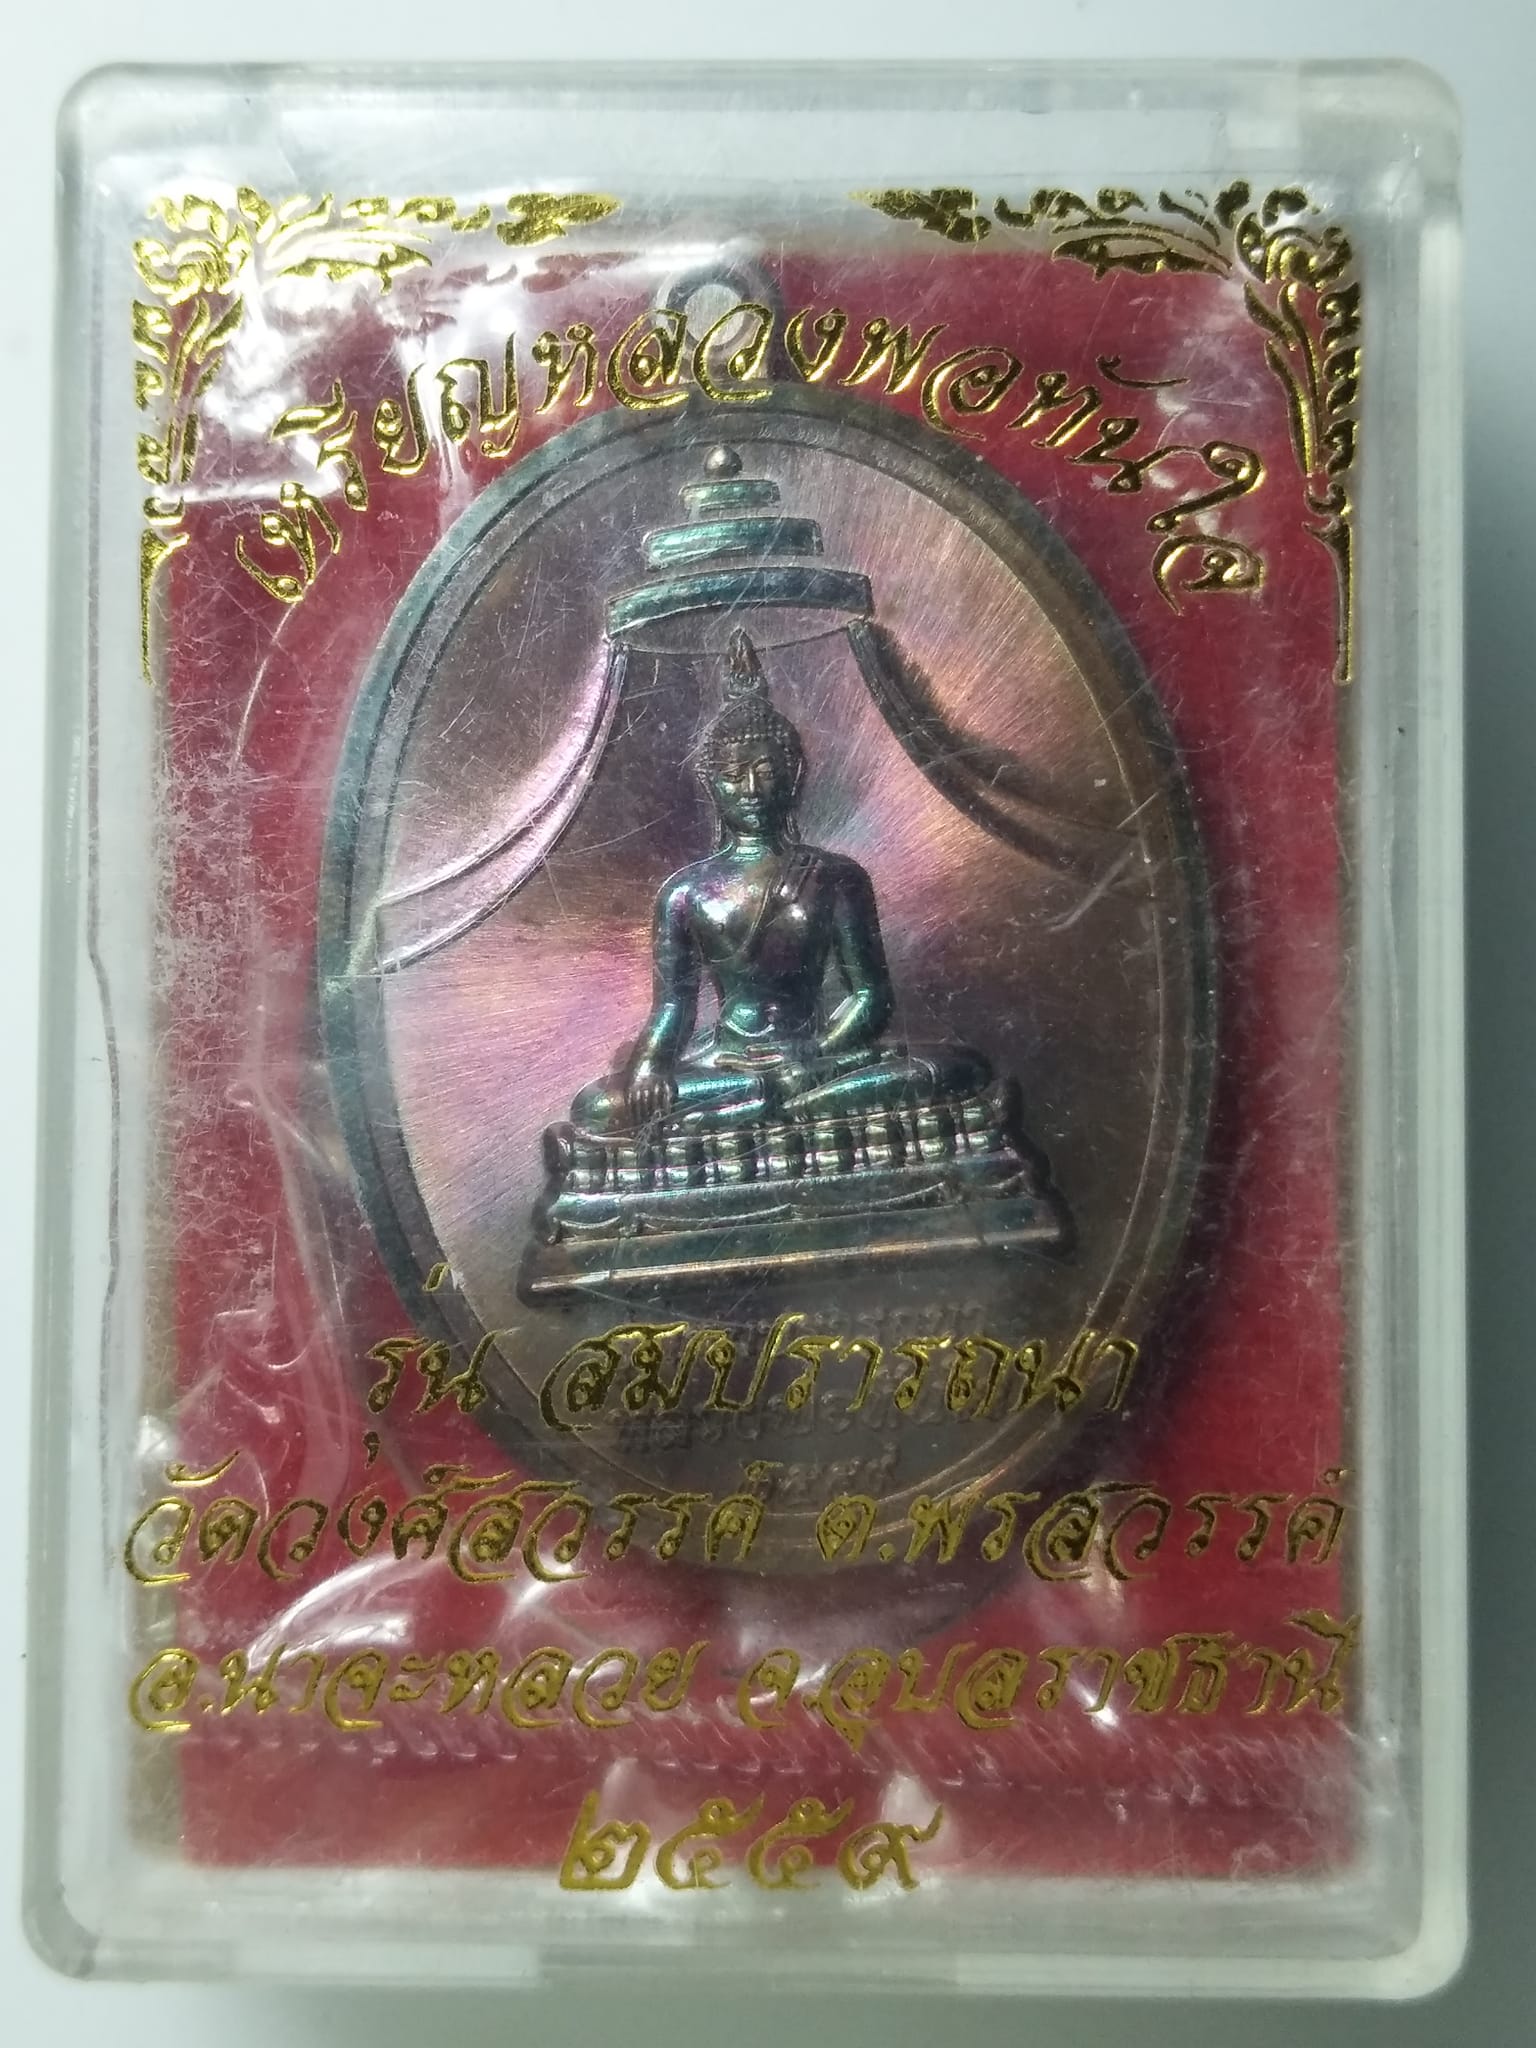 เหรียญหลวงพ่อทันใจ
รุ่น สมปรารถนา
วัดวงศ์สวรรค์ ต.พรสวรรค์
อ.นาจะหลวย จ.อุบลราชธานี
๒๕๕๙